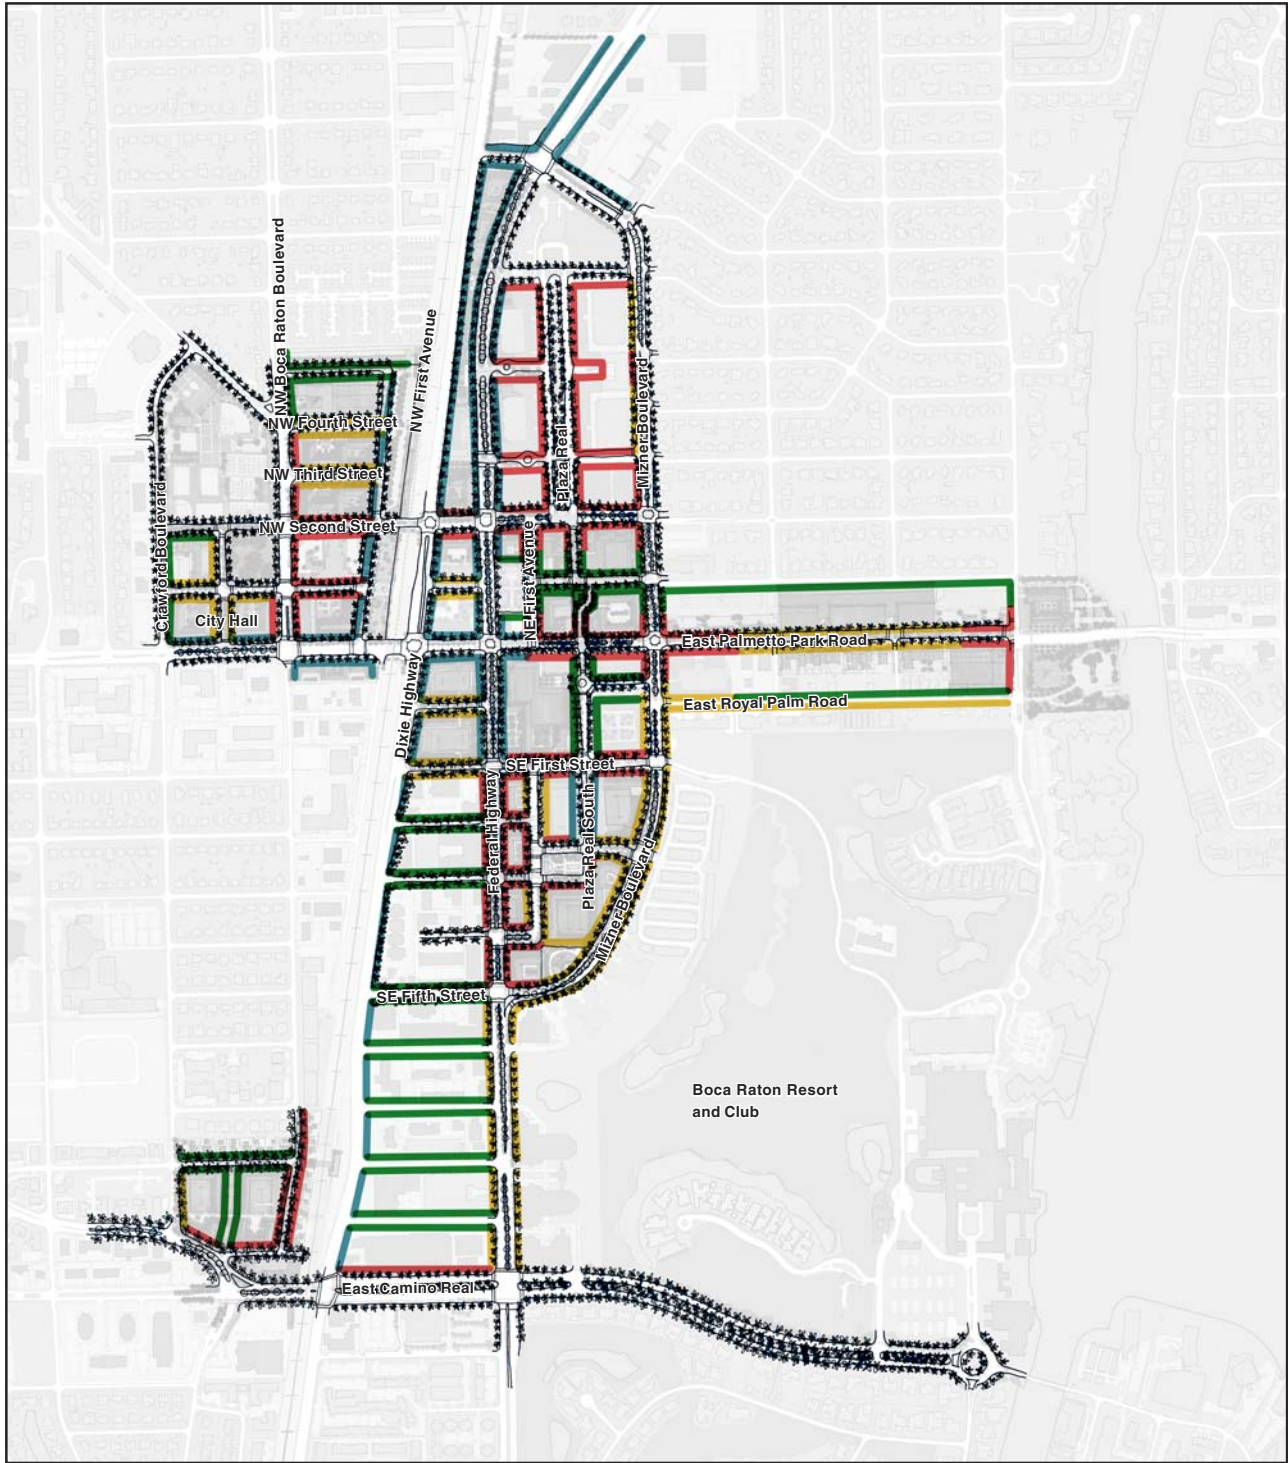 NW Boca Raton Boulevard
NW First Avenue
NW Fourth Street
NW Third Street
NW Second Street
Crawford Boulevard
City Hall
Plaza Real
Mizner Boulevard
NE First Avenue
East Palmetto Park Road
East Royal Palm Road
Dixie Highway
SE First Street
Federal Highway
Plaza Real South
Mizner Boulevard
SE Fifth Street
Boca Raton Resort
and Club
East Camino Real